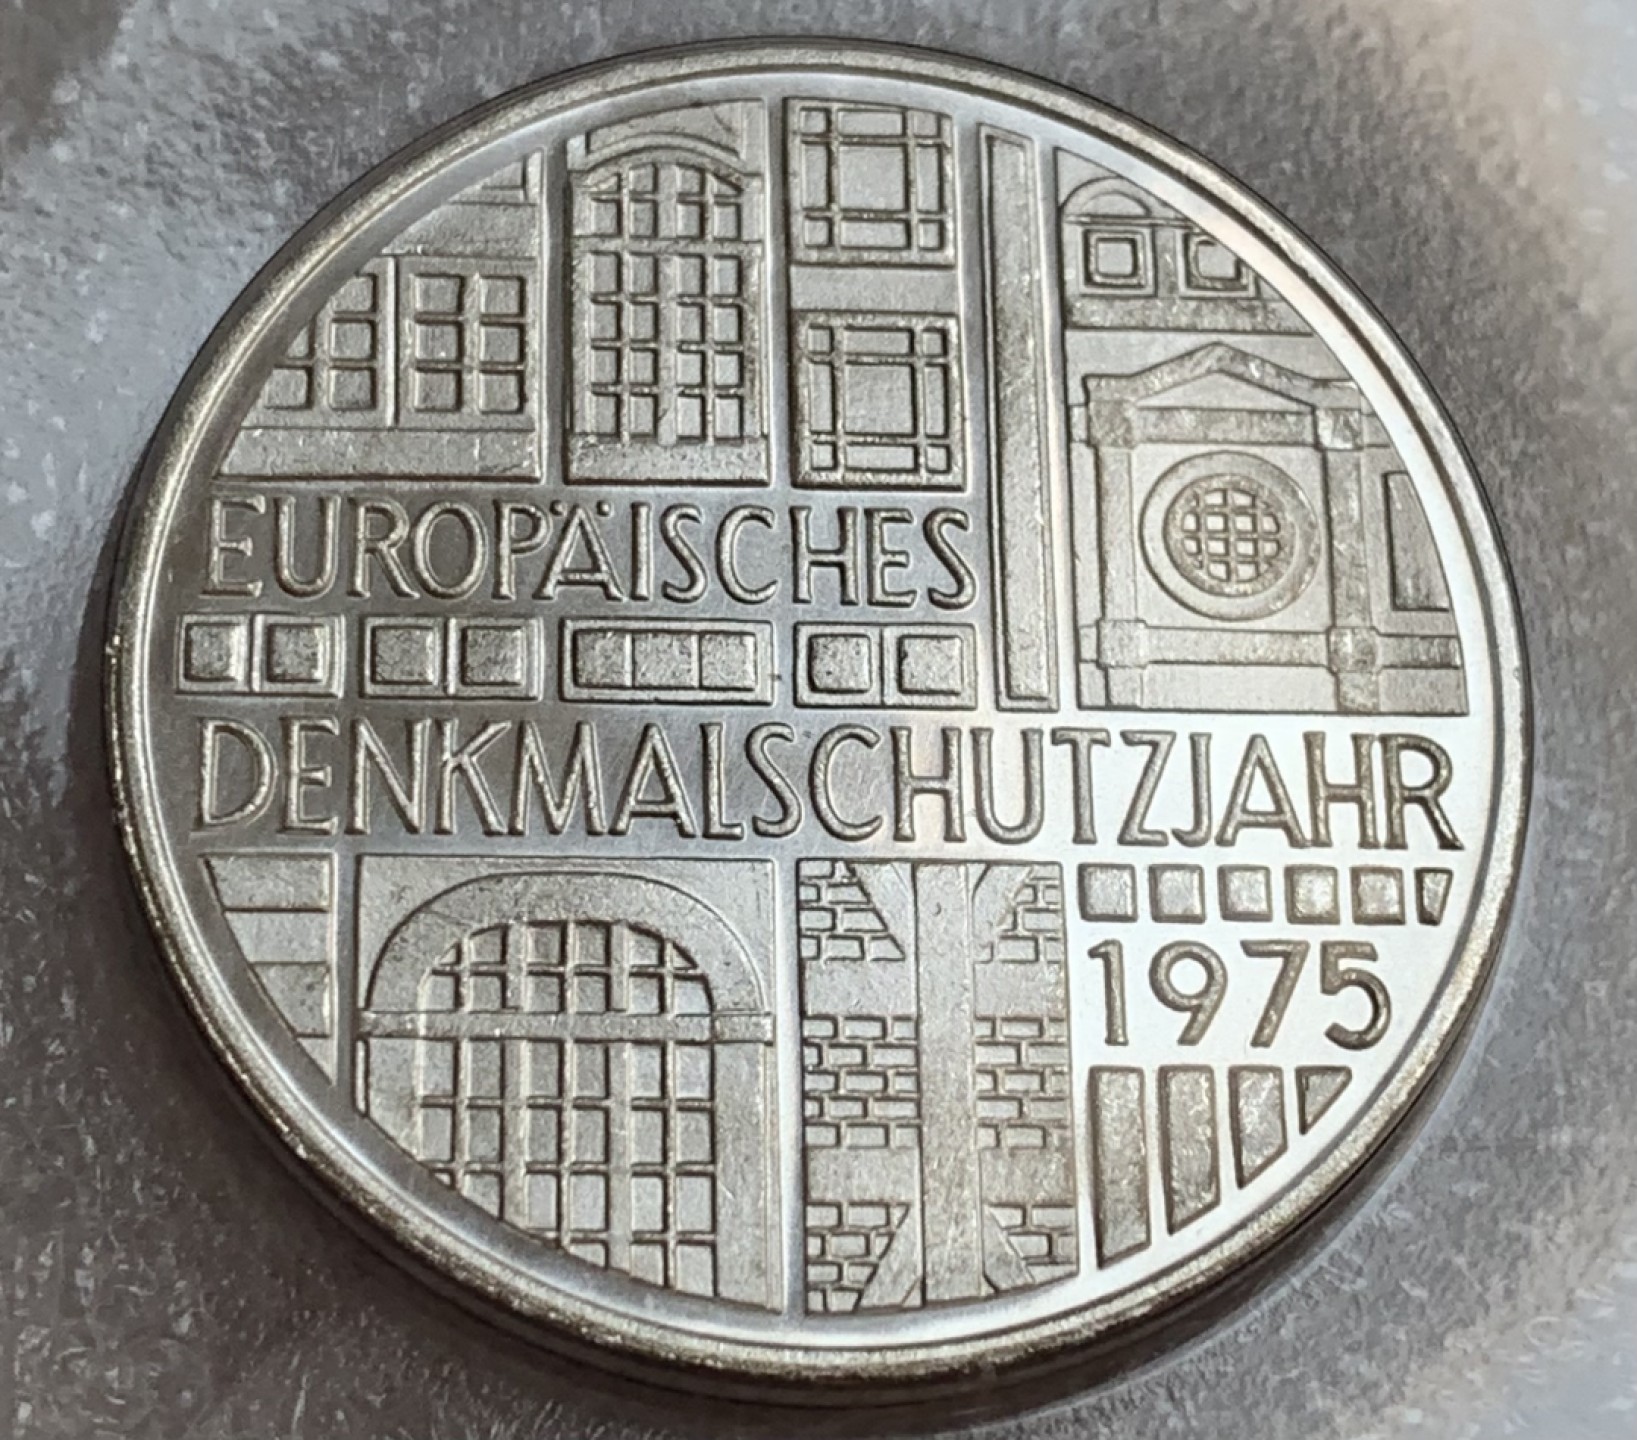 EUROPÄISCHES
DENKMALSCHUTZJAHR
1975